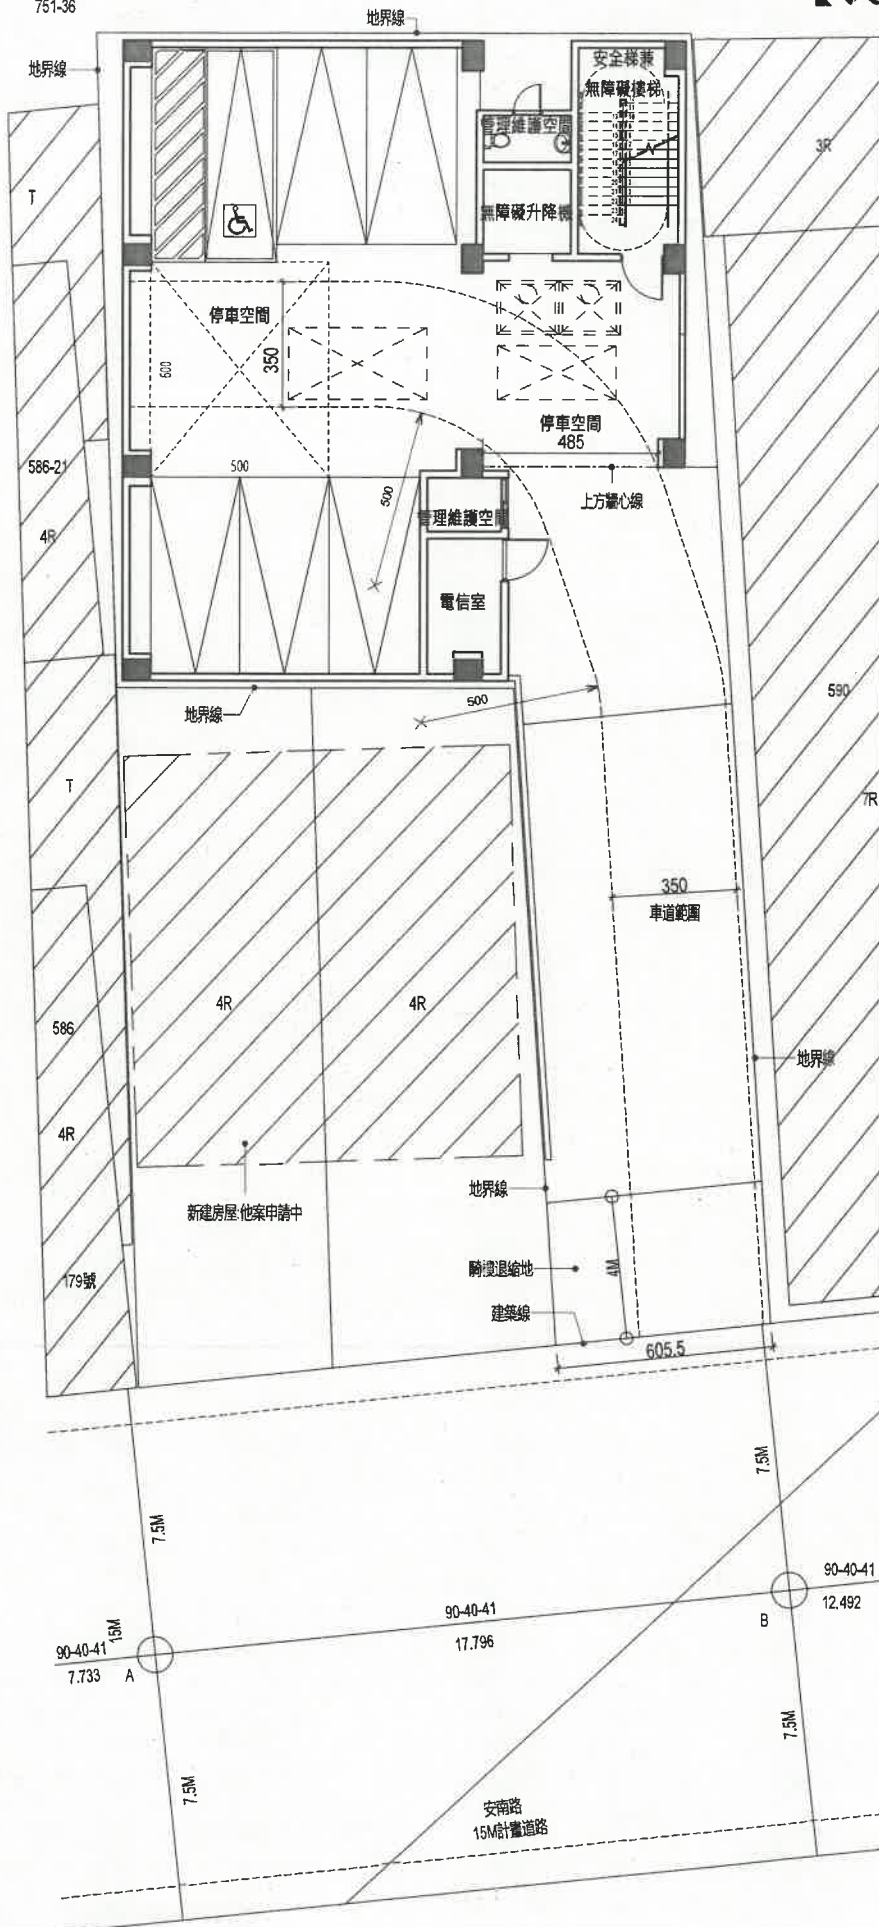 751-36
地界線
地界線
安全梯兼
無障礙樓梯
管理維護空間
3R
T
無障礙升降機
停車空間
350
600
停車空間
485
586-21
500
500
上方牆心線
管理維護空間
4R
電信室
地界線
500
590
T
7R
350
車道範圍
4R
4R
586
地界線
4R
地界線
新建房屋:他案申請中
179號
騎樓退縮地
4M
建築線
605.5
7.5M
7.5M
90-40-41
12.492
90-40-41
17.796
B
15M
90-40-41
7.733
A
7.5M
7.5M
安南路
15M計畫道路